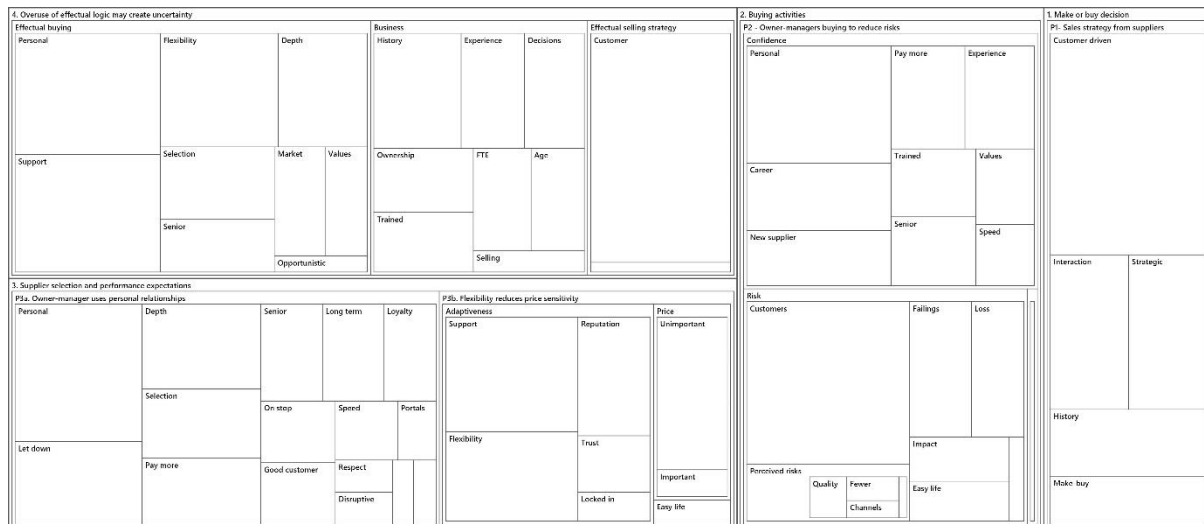 4. Overuse of effectual logic may create uncertainty
Effectual buying
Personal
Flexibility
Depth
Support
Selection
Market
Values
Senior
Opportunistic
Business
History
Experience
Decisions
Ownership
FTE
Age
Trained
Selling
Effectual selling strategy
Customer
3. Supplier selection and performance expectations
P3a. Owner-manager uses personal relationships
Personal
Depth
Senior
Long term
Loyalty
Selection
On stop
Speed
Portals
Let down
Pay more
Good customer
Respect
Disruptive
P3b. Flexibility reduces price sensitivity
Adaptiveness
Support
Reputation
Flexibility
Trust
Locked in
Price
Unimportant
Important
Easy life
2. Buying activities
P2 - Owner-managers buying to reduce risks
Confidence
Personal
Pay more
Experience
Career
Trained
Values
New supplier
Senior
Speed
Risk
Customers
Failings
Loss
Impact
Perceived risks
Quality
Fewer
Channels
Easy life
1. Make or buy decision
P1- Sales strategy from suppliers
Customer driven
Interaction
Strategic
History
Make buy